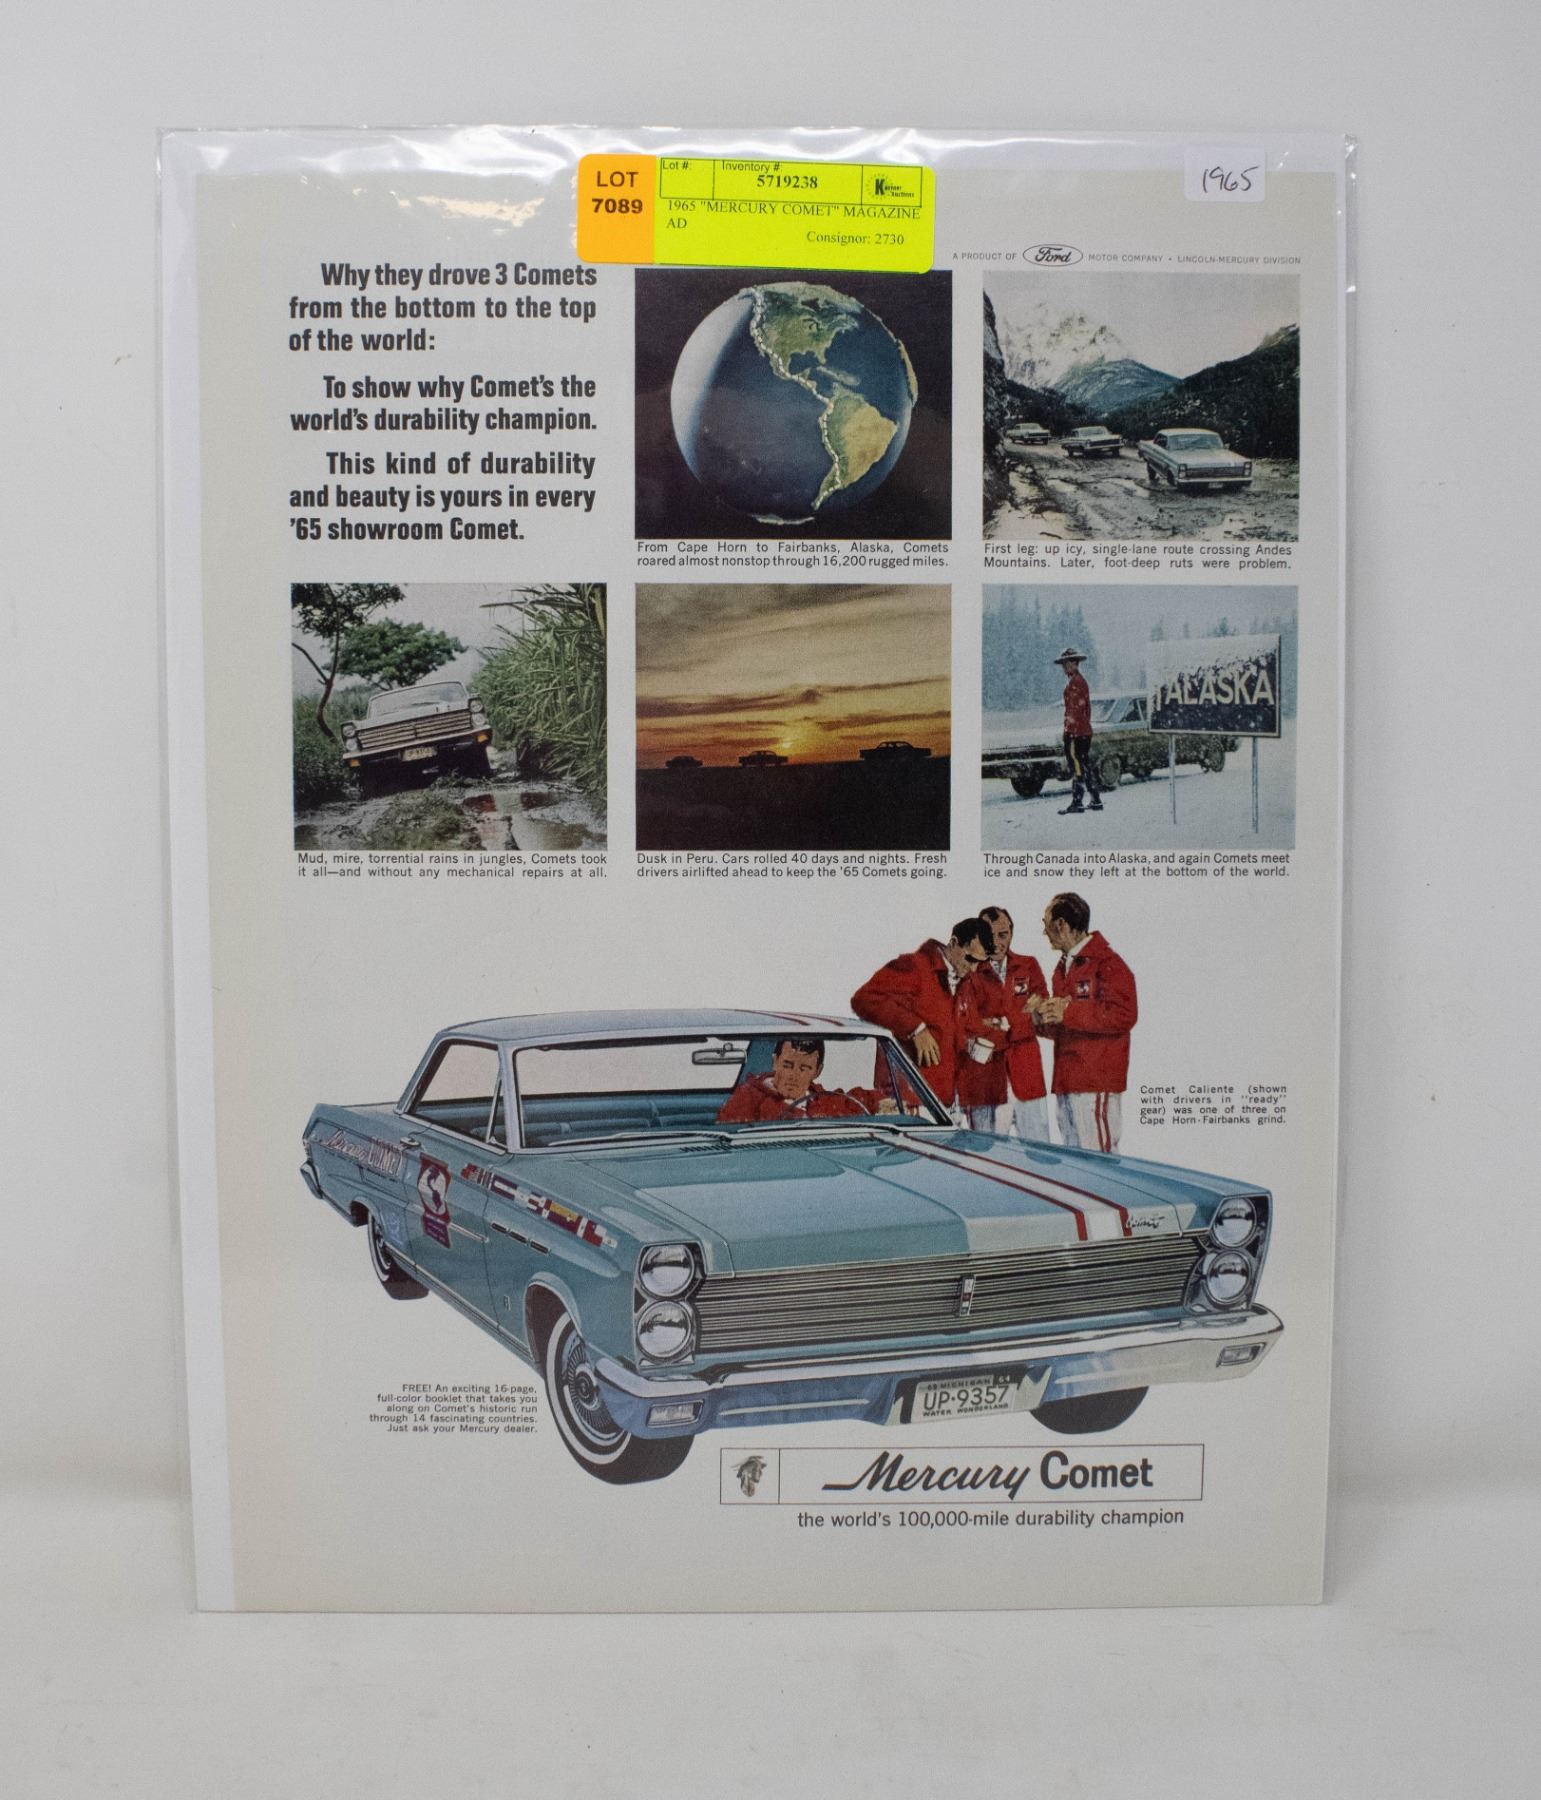 LOT
7089
Lot #:
Inventory #:
5719238
1965 "MERCURY COMET" MAGAZINE
AD
Consignor: 2730
1965
A PRODUCT OF Ford MOTOR COMPANY • LINCOLN-MERCURY DIVISION
Why they drove 3 Comets
from the bottom to the top
of the world:
To show why Comet's the
world's durability champion.
This kind of durability
and beauty is yours in every
'65 showroom Comet.
From Cape Horn to Fairbanks, Alaska, Comets
roared almost nonstop through 16,200 rugged miles.
First leg: up icy, single-lane route crossing Andes
Mountains. Later, foot-deep ruts were problem.
ALASKA
Mud, mire, torrential rains in jungles, Comets took
it all—and without any mechanical repairs at all.
Dusk in Peru. Cars rolled 40 days and nights. Fresh
drivers airlifted ahead to keep the '65 Comets going.
Through Canada into Alaska, and again Comets meet
ice and snow they left at the bottom of the world.
Comet Caliente (shown
with drivers in "ready"
gear) was one of three on
Cape Horn-Fairbanks grind.
Mercury COMET
Comet
MICHIGAN 64
UP•9357
WATER WONDERLAND
FREE! An exciting 16-page,
full-color booklet that takes you
along on Comet's historic run
through 14 fascinating countries.
Just ask your Mercury dealer.
Mercury Comet
the world's 100,000-mile durability champion